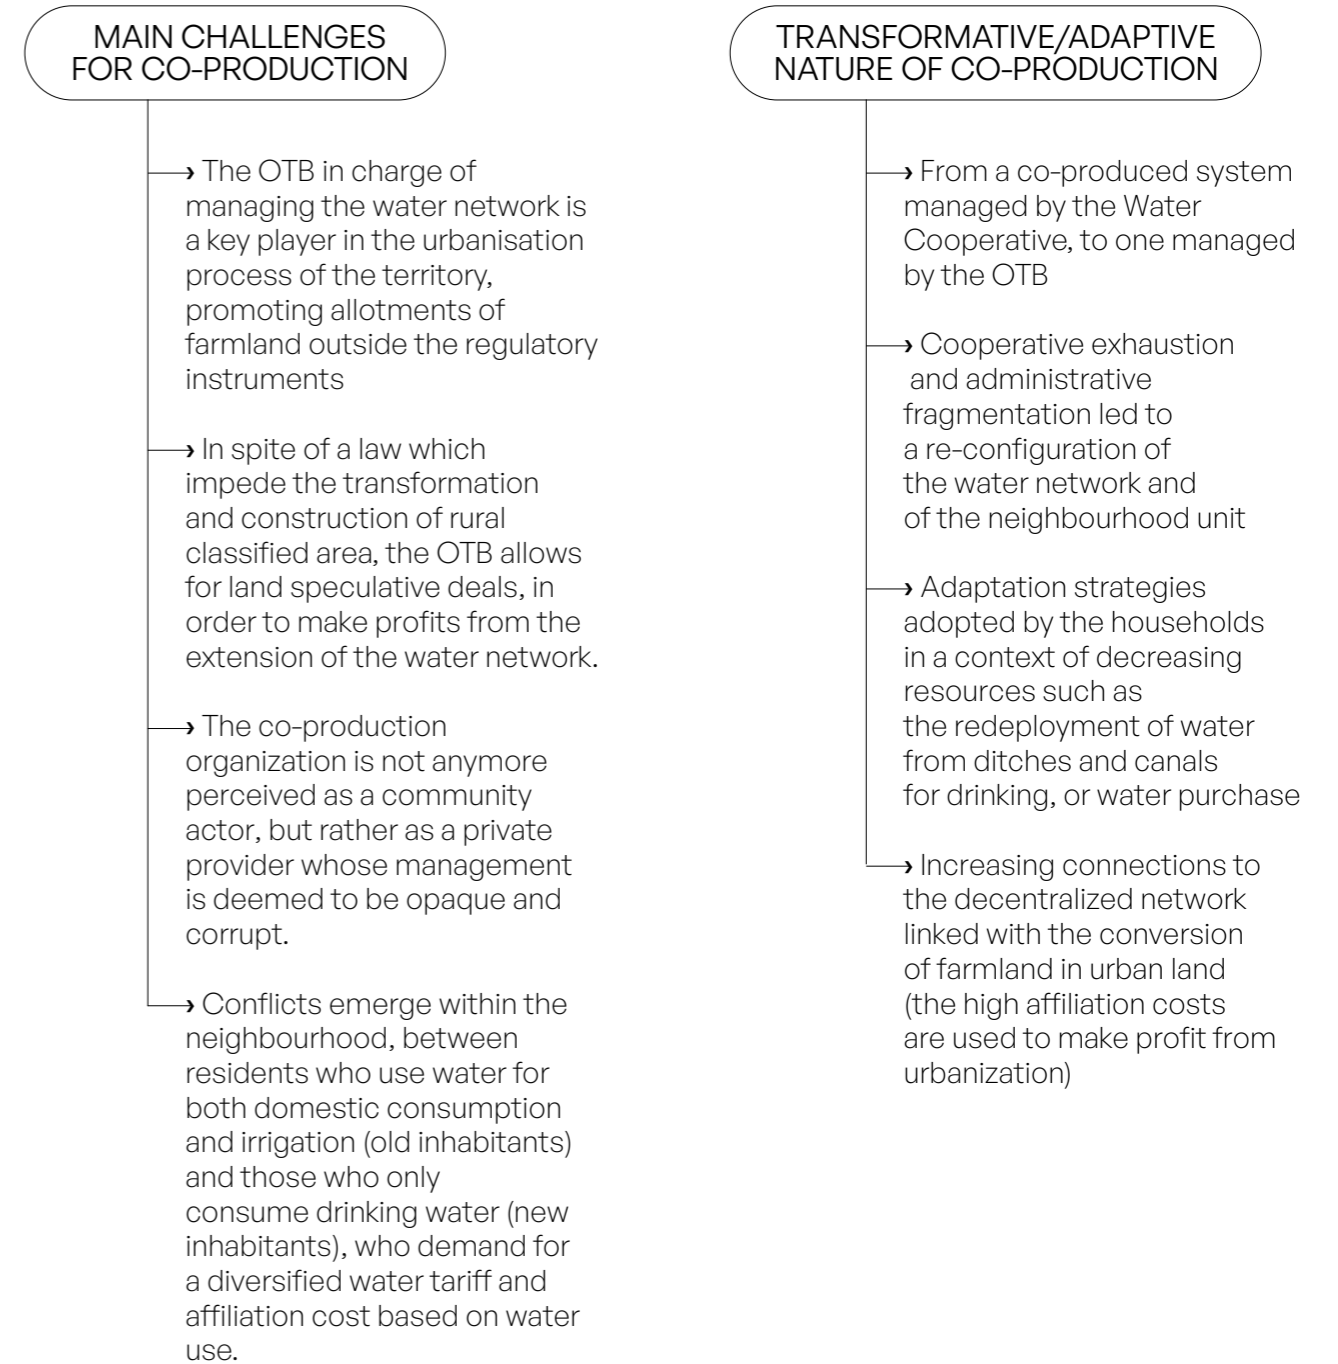 MAIN CHALLENGES
FOR CO-PRODUCTION
› The OTB in charge of
managing the water network is
a key player in the urbanisation
process of the territory,
promoting allotments of
farmland outside the regulatory
instruments
› In spite of a law which
impede the transformation
and construction of rural
classified area, the OTB allows
for land speculative deals, in
order to make profits from the
extension of the water network.
› The co-production
organization is not anymore
perceived as a community
actor, but rather as a private
provider whose management
is deemed to be opaque and
corrupt.
› Conflicts emerge within the
neighbourhood, between
residents who use water for
both domestic consumption
and irrigation (old inhabitants)
and those who only
consume drinking water (new
inhabitants), who demand for
a diversified water tariff and
affiliation cost based on water
use.
TRANSFORMATIVE/ADAPTIVE
NATURE OF CO-PRODUCTION
› From a co-produced system
managed by the Water
Cooperative, to one managed
by the OTB
› Cooperative exhaustion
and administrative
fragmentation led to
a re-configuration of
the water network and
of the neighbourhood unit
› Adaptation strategies
adopted by the households
in a context of decreasing
resources such as
the redeployment of water
from ditches and canals
for drinking, or water purchase
› Increasing connections to
the decentralized network
linked with the conversion
of farmland in urban land
(the high affiliation costs
are used to make profit from
urbanization)